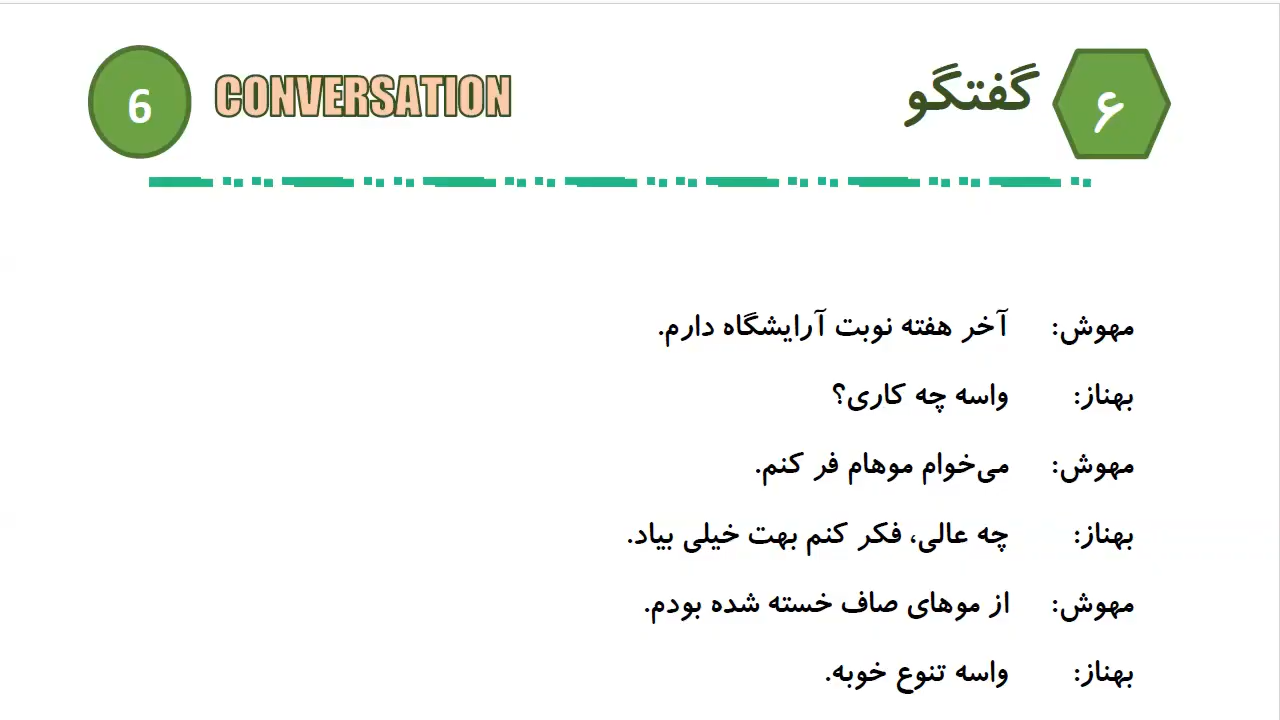 6 CONVERSATION گفتگو ۶
مهوش: آخر هفته نوبت آرایشگاه دارم.
بهناز: واسه چه کاری؟
مهوش: می‌خوام موهام فر کنم.
بهناز: چه عالی، فکر کنم بهت خیلی بیاد.
مهوش: از موهای صاف خسته شده بودم.
بهناز: واسه تنوع خوبه.